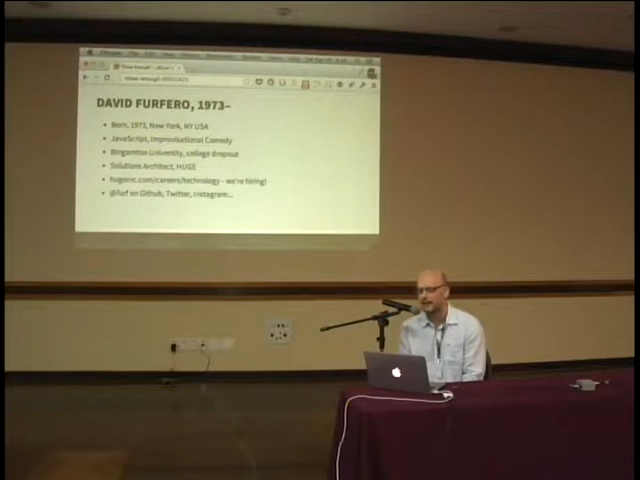 DAVID FURFERO, 1973–
Born, 1973, New York, NY USA
JavaScript, Improvisational Comedy
Bingamton University, college dropout
Solutions Architect, HUGE
hugeinc.com/careers/technology - we're hiring!
@furf on Github, Twitter, Instagram...